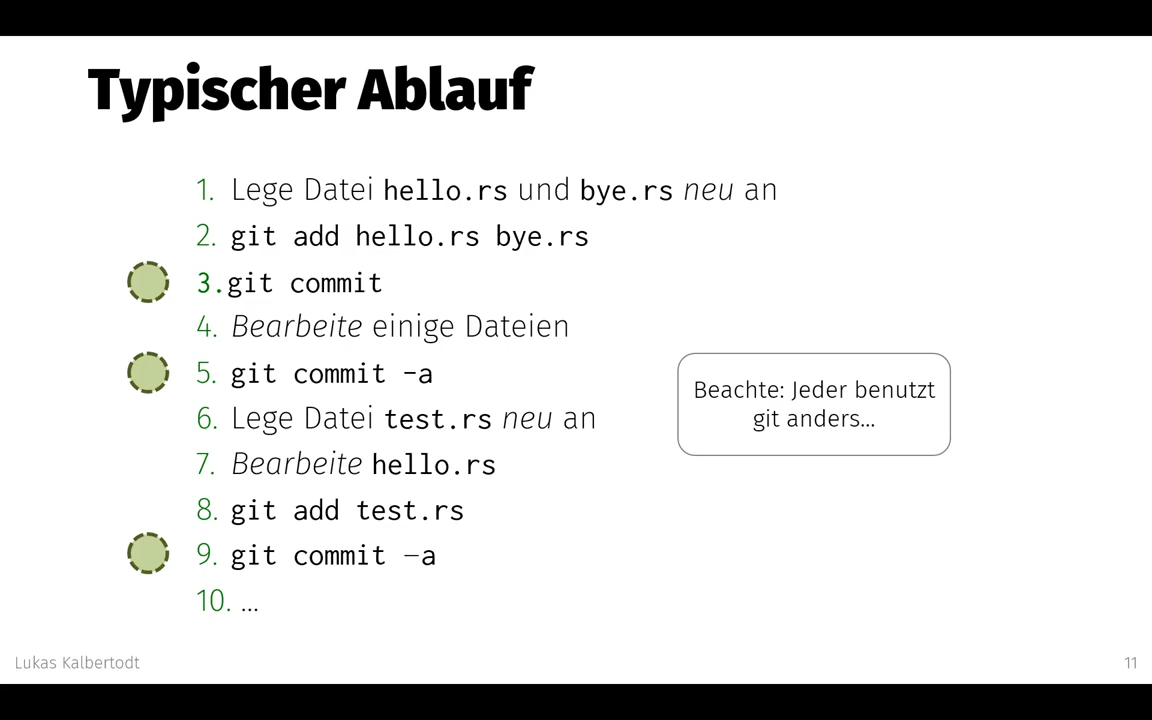 Typischer Ablauf
1. Lege Datei hello.rs und bye.rs neu an
2. git add hello.rs bye.rs
3.git commit
4. Bearbeite einige Dateien
5. git commit -a
Beachte: Jeder benutzt
git anders...
6. Lege Datei test.rs neu an
7. Bearbeite hello.rs
8. git add test.rs
9. git commit –a
10. ...
Lukas Kalbertodt
11